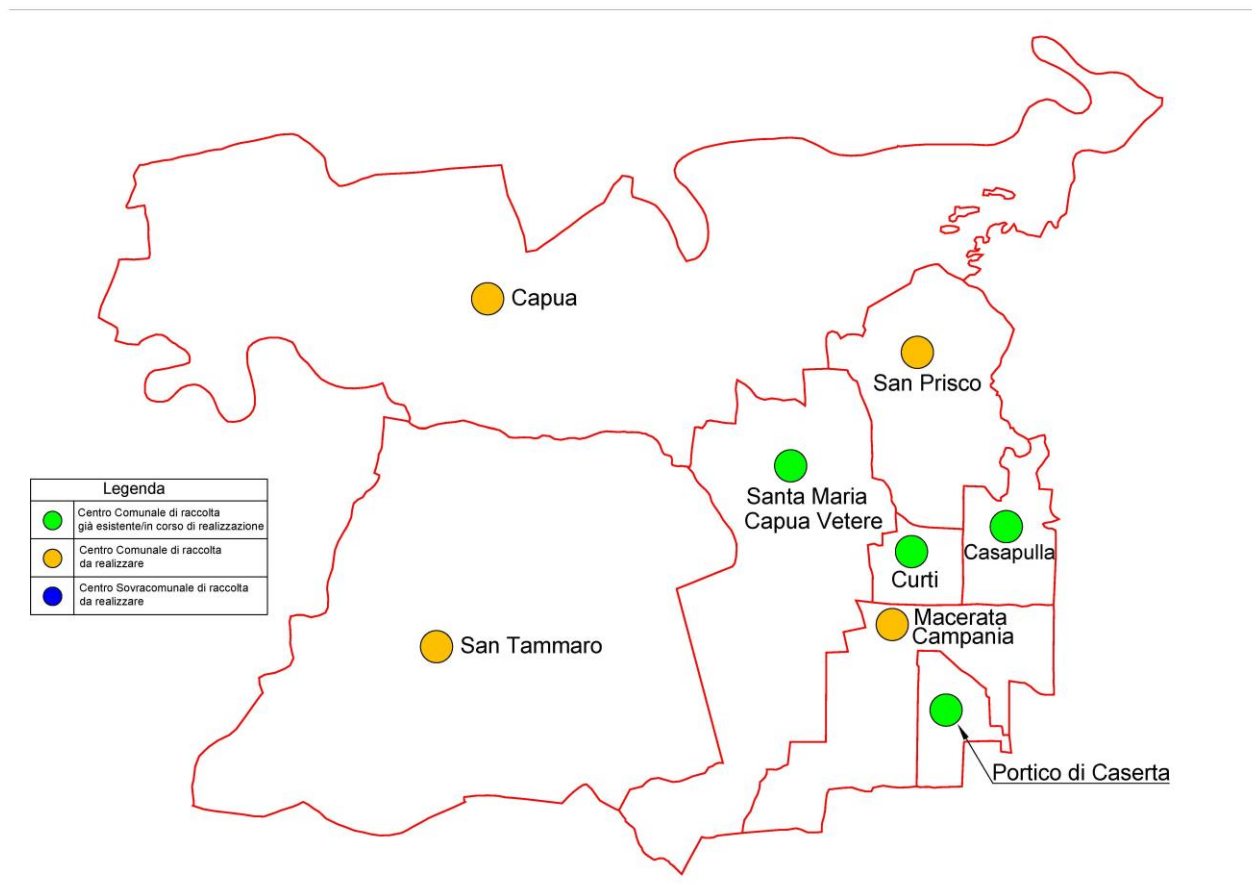 Capua
San Prisco
Santa Maria
Capua Vetere
Casapulla
Curti
Macerata
Campania
San Tammaro
Portico di Caserta
Legenda
Centro Comunale di raccolta
già esistente/in corso di realizzazione
Centro Comunale di raccolta
da realizzare
Centro Sovracomunale di raccolta
da realizzare